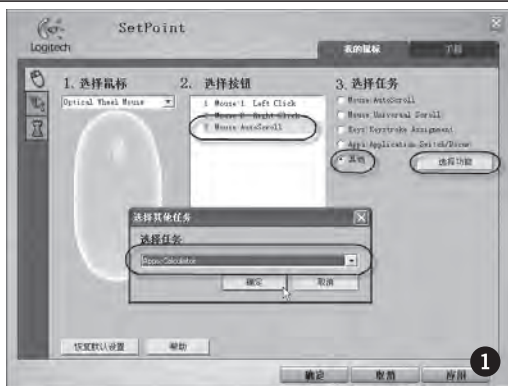 SetPoint
Logitech
我的鼠标
工具
1. 选择鼠标
2. 选择按钮
3. 选择任务
Optical Wheel Mouse
1 Mouse-1 Left Click
2 Mouse-2 Right Click
3 Mouse AutoScroll
Mouse AutoScroll
Mouse Universal Scroll
Keys Keystroke Assignment
Apps Application Switch/Doc
其他
选择功能
选择其他任务
选择任务
Apps Calculator
确定
取消
恢复默认设置
帮助
确定
取消
应用
1